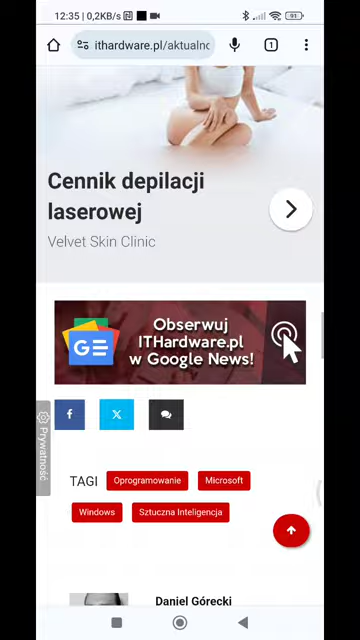 12:35 | 0,2KB/s
91
ithardware.pl/aktualno
1
Cennik depilacji
laserowej
Velvet Skin Clinic
Obserwuj
ITHardware.pl
w Google News!
GE
f
X
Prywatność
TAGI
Oprogramowanie
Microsoft
Windows
Sztuczna Inteligencja
Daniel Górecki